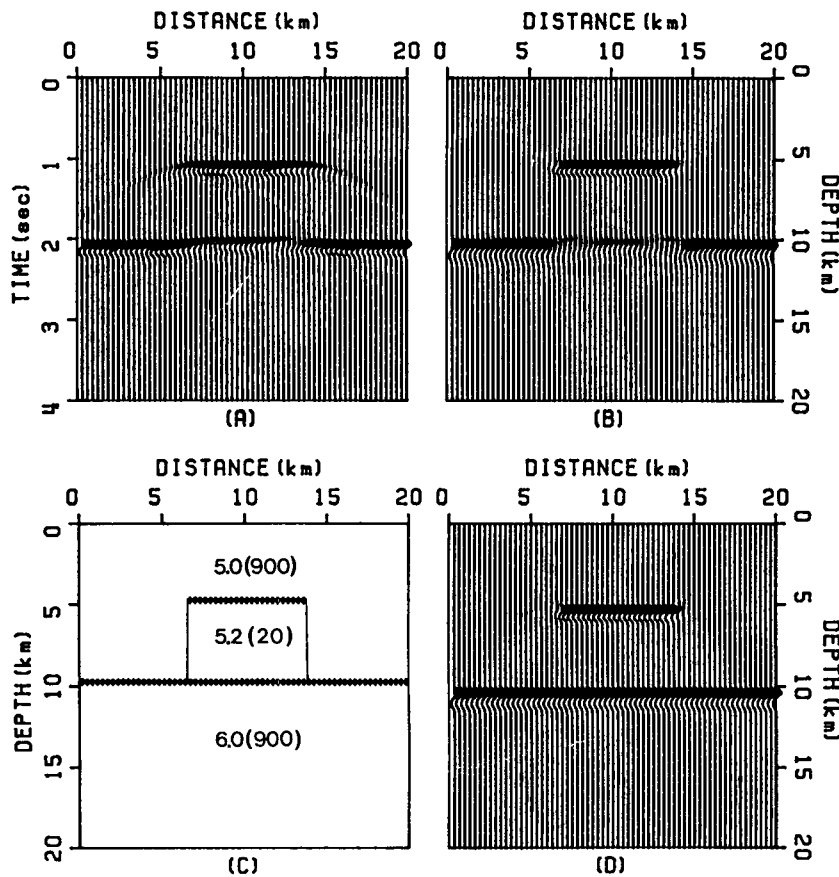 DISTANCE (km)
0 5 10 15 20
TIME (sec)
0
1
2
3
4
(A)
DISTANCE (km)
0 5 10 15 20
DEPTH (km)
0
5
10
15
20
(B)
DISTANCE (km)
0 5 10 15 20
DEPTH (km)
0
5
10
15
20
5.0(900)
5.2(20)
6.0(900)
(C)
DISTANCE (km)
0 5 10 15 20
DEPTH (km)
0
5
10
15
20
(D)